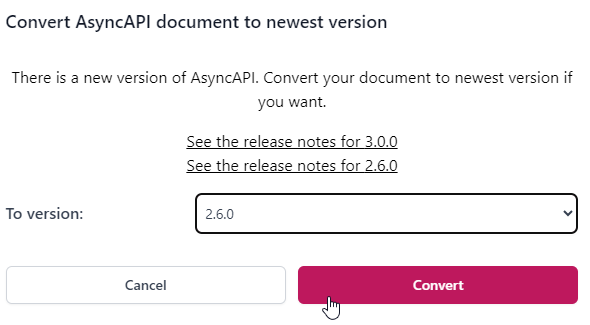 Convert AsyncAPI document to newest version
There is a new version of AsyncAPI. Convert your document to newest version if
you want.
See the release notes for 3.0.0
See the release notes for 2.6.0
To version:
2.6.0
Cancel
Convert